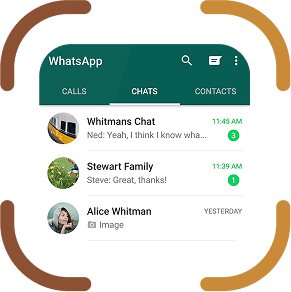 WhatsApp
CALLS CHATS CONTACTS
Whitmans Chat 11:45 AM
Ned: Yeah, I think I know wha... 3
Stewart Family 11:39 AM
Steve: Great, thanks! 1
Alice Whitman YESTERDAY
Image